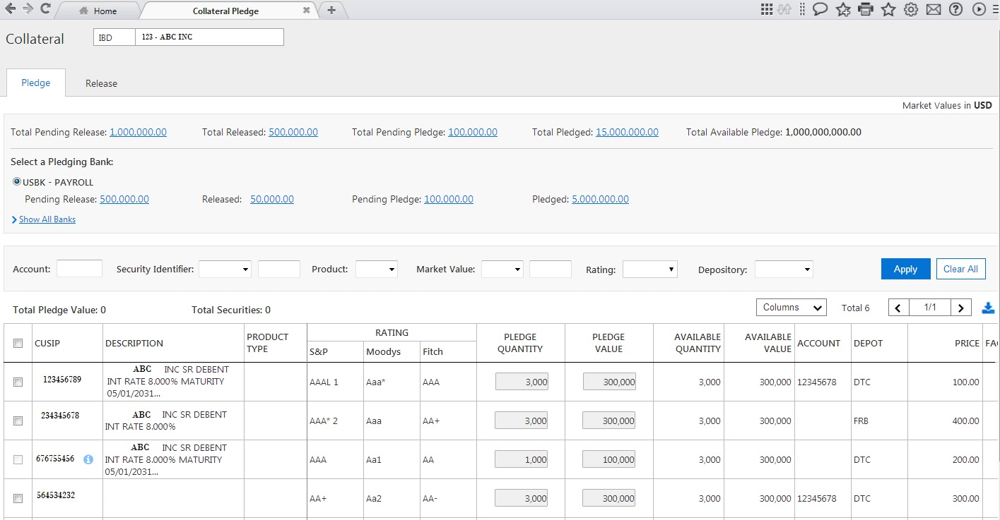 Home
Collateral Pledge
Collateral
IBD
123 - ABC INC
Pledge
Release
Market Values in USD
Total Pending Release: 1,000,000.00
Total Released: 500,000.00
Total Pending Pledge: 100,000.00
Total Pledged: 15,000,000.00
Total Available Pledge: 1,000,000,000.00
Select a Pledging Bank:
USBK - PAYROLL
Pending Release: 500,000.00
Released: 50,000.00
Pending Pledge: 100,000.00
Pledged: 5,000,000.00
Show All Banks
Account:
Security Identifier:
Product:
Market Value:
Rating:
Depository:
Apply
Clear All
Total Pledge Value: 0
Total Securities: 0
Columns
Total 6
1/1
CUSIP
DESCRIPTION
PRODUCT
TYPE
RATING
S&P
Moodys
Fitch
PLEDGE
QUANTITY
PLEDGE
VALUE
AVAILABLE
QUANTITY
AVAILABLE
VALUE
ACCOUNT
DEPOT
PRICE
123456789
ABC INC SR DEBENT
INT RATE 8.000% MATURITY
05/01/2031...
AAAL 1
Aaa*
AAA
3,000
300,000
3,000
300,000
12345678
DTC
100.00
234345678
ABC INC SR DEBENT
INT RATE 8.000%
AAA* 2
Aaa
AA+
3,000
300,000
3,000
300,000
FRB
400.00
676755456
ABC INC SR DEBENT
INT RATE 8.000% MATURITY
05/01/2031...
AAA
Aa1
AA
1,000
100,000
3,000
300,000
DTC
200.00
564534232
AA+
Aa2
AA-
3,000
300,000
3,000
300,000
12345678
DTC
300.00